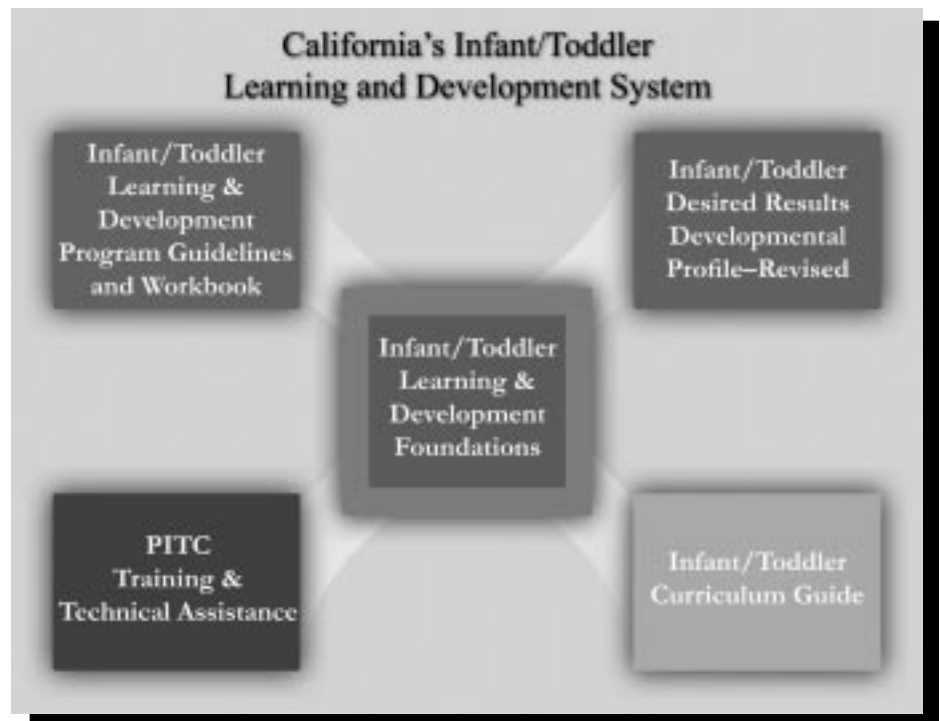 California's Infant/Toddler
Learning and Development System
Infant/Toddler
Learning &
Development
Program Guidelines
and Workbook
Infant/Toddler
Desired Results
Developmental
Profile–Revised
Infant/Toddler
Learning &
Development
Foundations
PITC
Training &
Technical Assistance
Infant/Toddler
Curriculum Guide